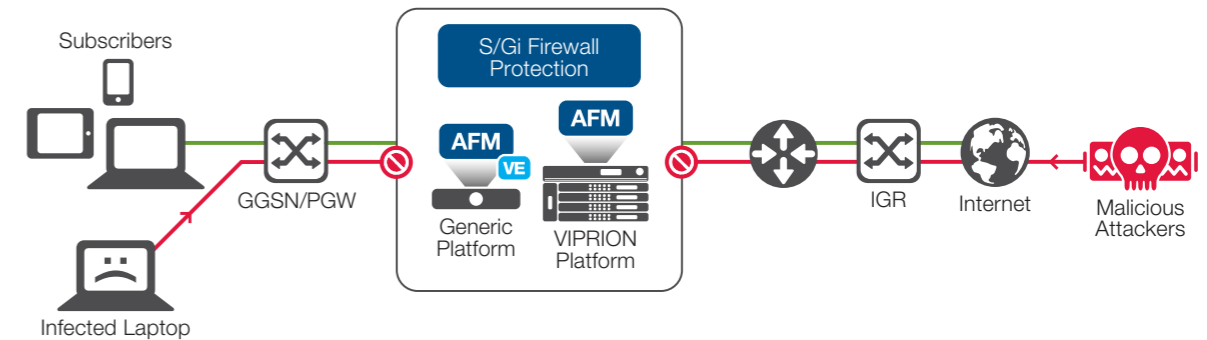 Subscribers
Infected Laptop
GGSN/PGW
S/Gi Firewall
Protection
AFM
VE
Generic
Platform
AFM
VIPRION
Platform
IGR
Internet
Malicious
Attackers